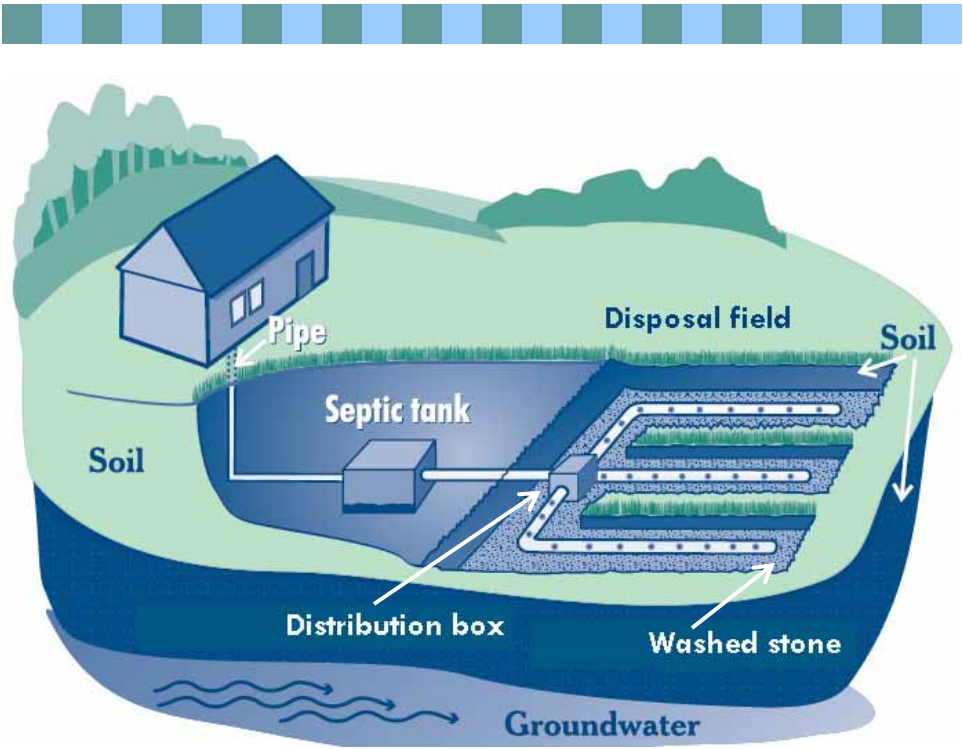 Disposal field
Pipe
Soil
Septic tank
Soil
Distribution box
Washed stone
Groundwater